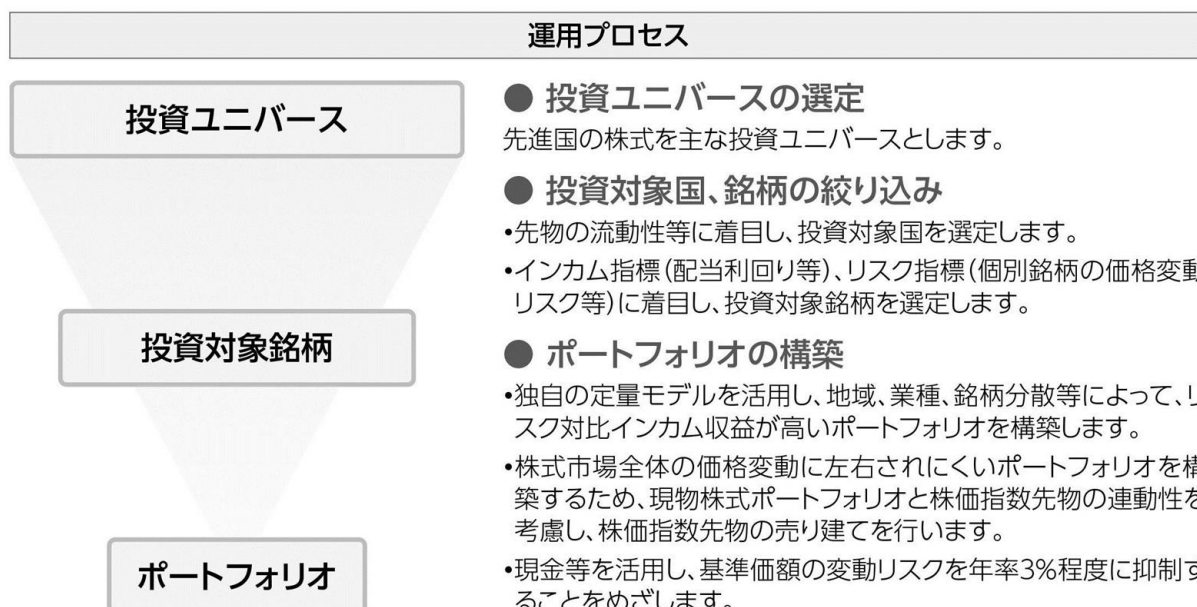 運用プロセス
投資ユニバース
● 投資ユニバースの選定
先進国の株式を主な投資ユニバースとします。
● 投資対象国、銘柄の絞り込み
•先物の流動性等に着目し、投資対象国を選定します。
•インカム指標(配当利回り等)、リスク指標(個別銘柄の価格変動
リスク等)に着目し、投資対象銘柄を選定します。
投資対象銘柄
● ポートフォリオの構築
•独自の定量モデルを活用し、地域、業種、銘柄分散等によって、リ
スク対比インカム収益が高いポートフォリオを構築します。
•株式市場全体の価格変動に左右されにくいポートフォリオを構
築するため、現物株式ポートフォリオと株価指数先物の連動性を
考慮し、株価指数先物の売り建てを行います。
ポートフォリオ
•現金等を活用し、基準価額の変動リスクを年率3%程度に抑制す
ることをめざします。